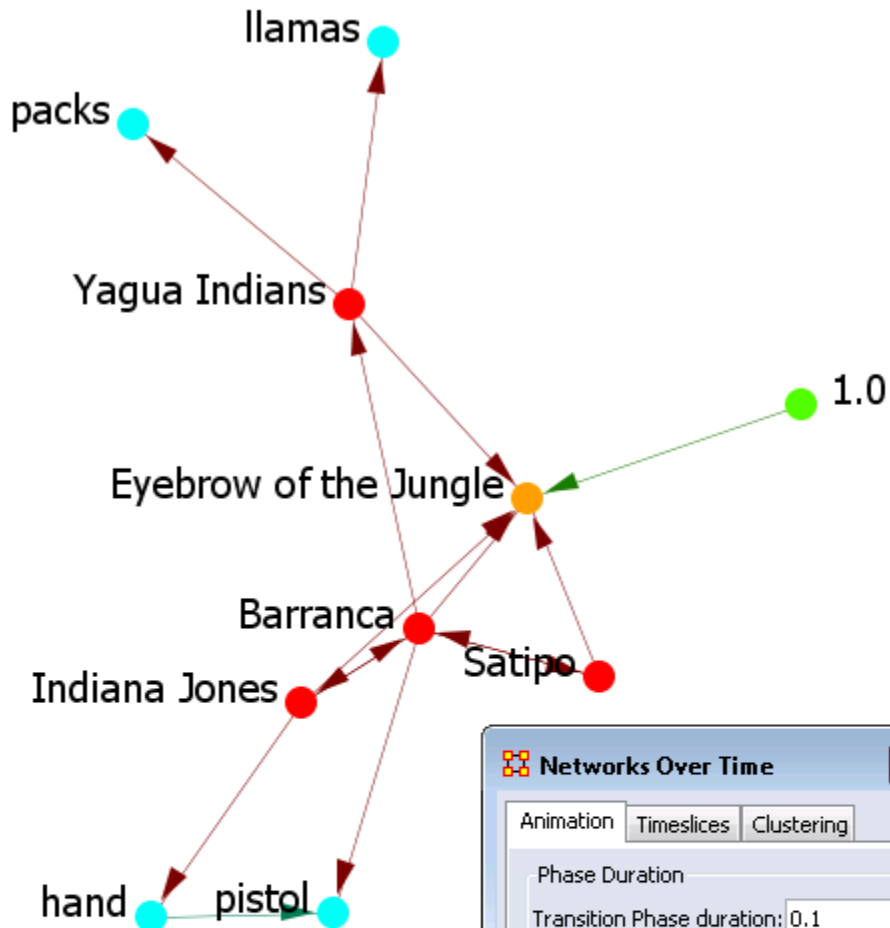 llamas
packs
Yagua Indians
1.0
Eyebrow of the Jungle
Barranca
Satipo
Indiana Jones
Networks Over Time
Animation Timeslices Clustering
Phase Duration
hand pistol
Transition Phase duration: 0.1